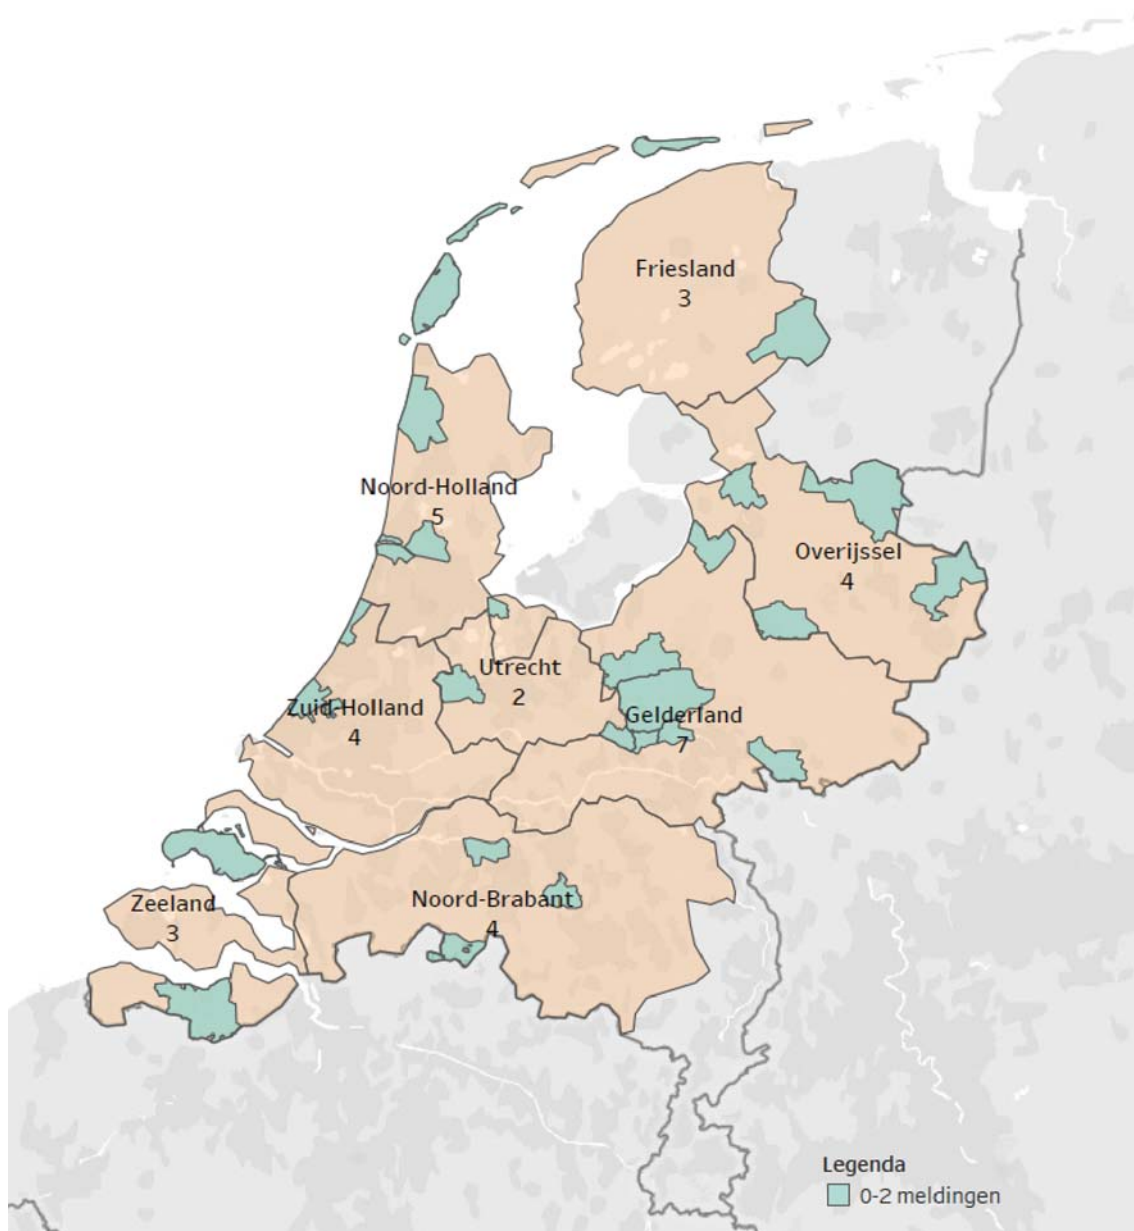 Friesland
3
Noord-Holland
5
Overijssel
4
Utrecht
2
Zuid-Holland
4
Gelderland
7
Zeeland
3
Noord-Brabant
4
Legenda
0-2 meldingen